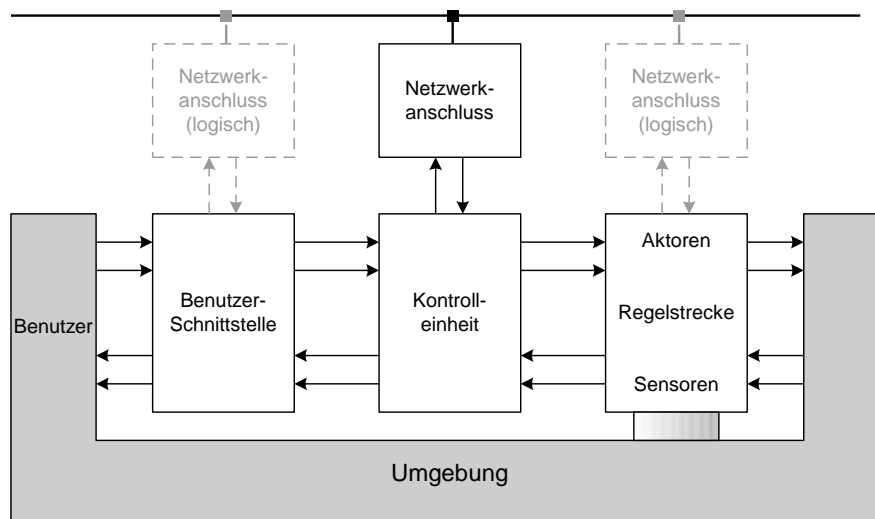 Netzwerk-
anschluss
(logisch)
Netzwerk-
anschluss
Netzwerk-
anschluss
(logisch)
Benutzer
Benutzer-
Schnittstelle
Kontroll-
einheit
Aktoren
Regelstrecke
Sensoren
Umgebung